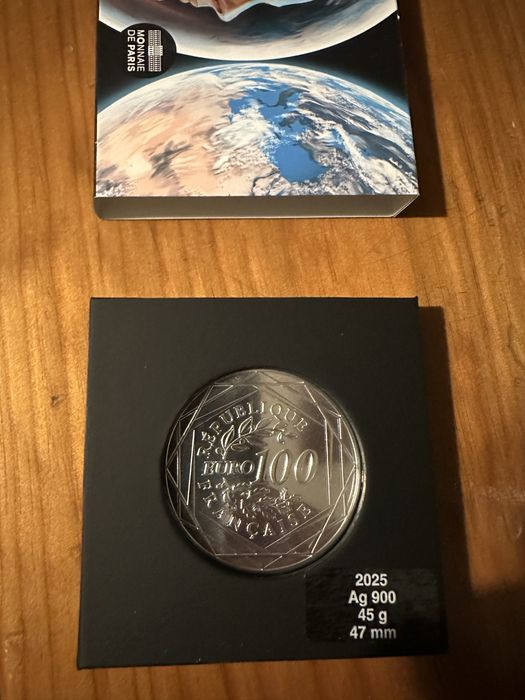 MONNAIE
DE PARIS
RÉPUBLIQUE
EURO 100
FRANÇAISE
2025
Ag 900
45 g
47 mm